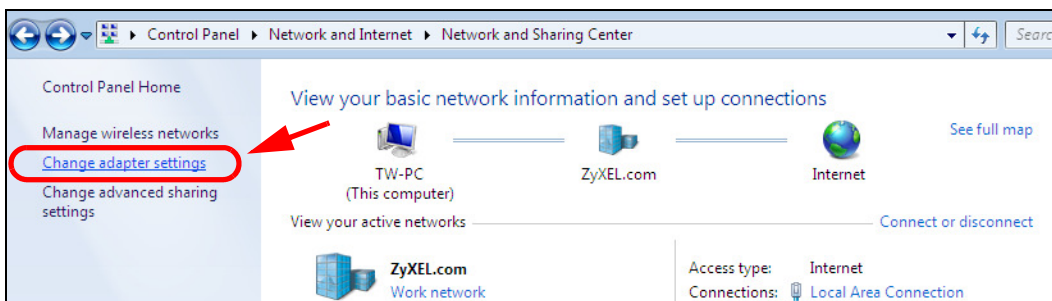 Control Panel ▸ Network and Internet ▸ Network and Sharing Center
Control Panel Home
Manage wireless networks
Change adapter settings
Change advanced sharing
settings
View your basic network information and set up connections
See full map
TW-PC
(This computer)
ZyXEL.com
Internet
View your active networks
Connect or disconnect
ZyXEL.com
Work network
Access type: Internet
Connections: Local Area Connection